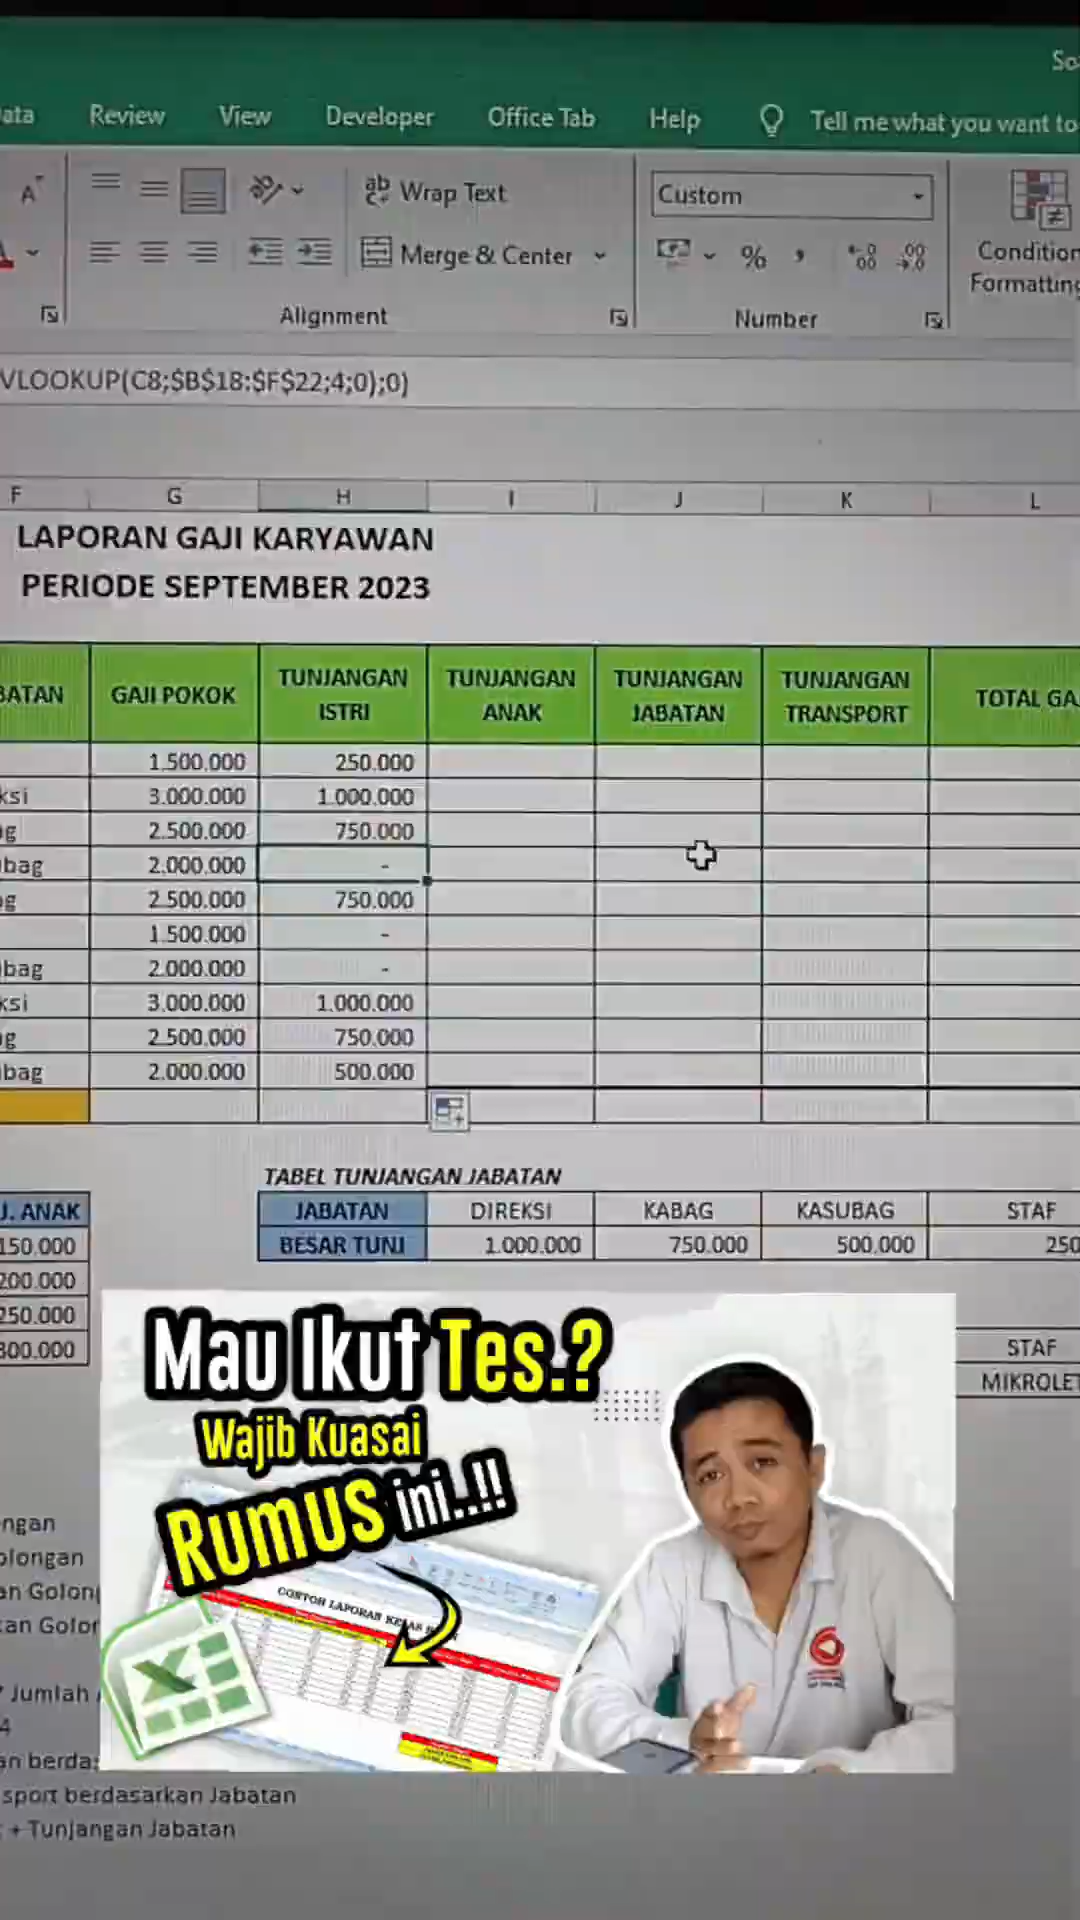 Review View Developer Office Tab Help Tell me what you want to
Wrap Text Custom
Merge & Center % Condition
Formatting
Alignment Number
VLOOKUP(C8;$B$18:$F$22;4;0);0)
F G H I J K L
LAPORAN GAJI KARYAWAN
PERIODE SEPTEMBER 2023
BATAN GAJI POKOK TUNJANGAN ISTRI TUNJANGAN ANAK TUNJANGAN JABATAN TUNJANGAN TRANSPORT TOTAL GA
1.500.000 250.000
ksi 3.000.000 1.000.000
g 2.500.000 750.000
bag 2.000.000 -
g 2.500.000 750.000
1.500.000 -
bag 2.000.000 -
ksi 3.000.000 1.000.000
g 2.500.000 750.000
bag 2.000.000 500.000
TABEL TUNJANGAN JABATAN
J. ANAK JABATAN DIREKSI KABAG KASUBAG STAF
150.000 BESAR TUNJ 1.000.000 750.000 500.000 250
200.000
250.000
300.000 STAF
MIKROLET
Mau Ikut Tes.?
Wajib Kuasai
Rumus ini..!!
CONTOH LAPORAN
ngan
olongan
an Golong
kan Golon
* Jumlah
4
an berdas
sport berdasarkan Jabatan
+ Tunjangan Jabatan